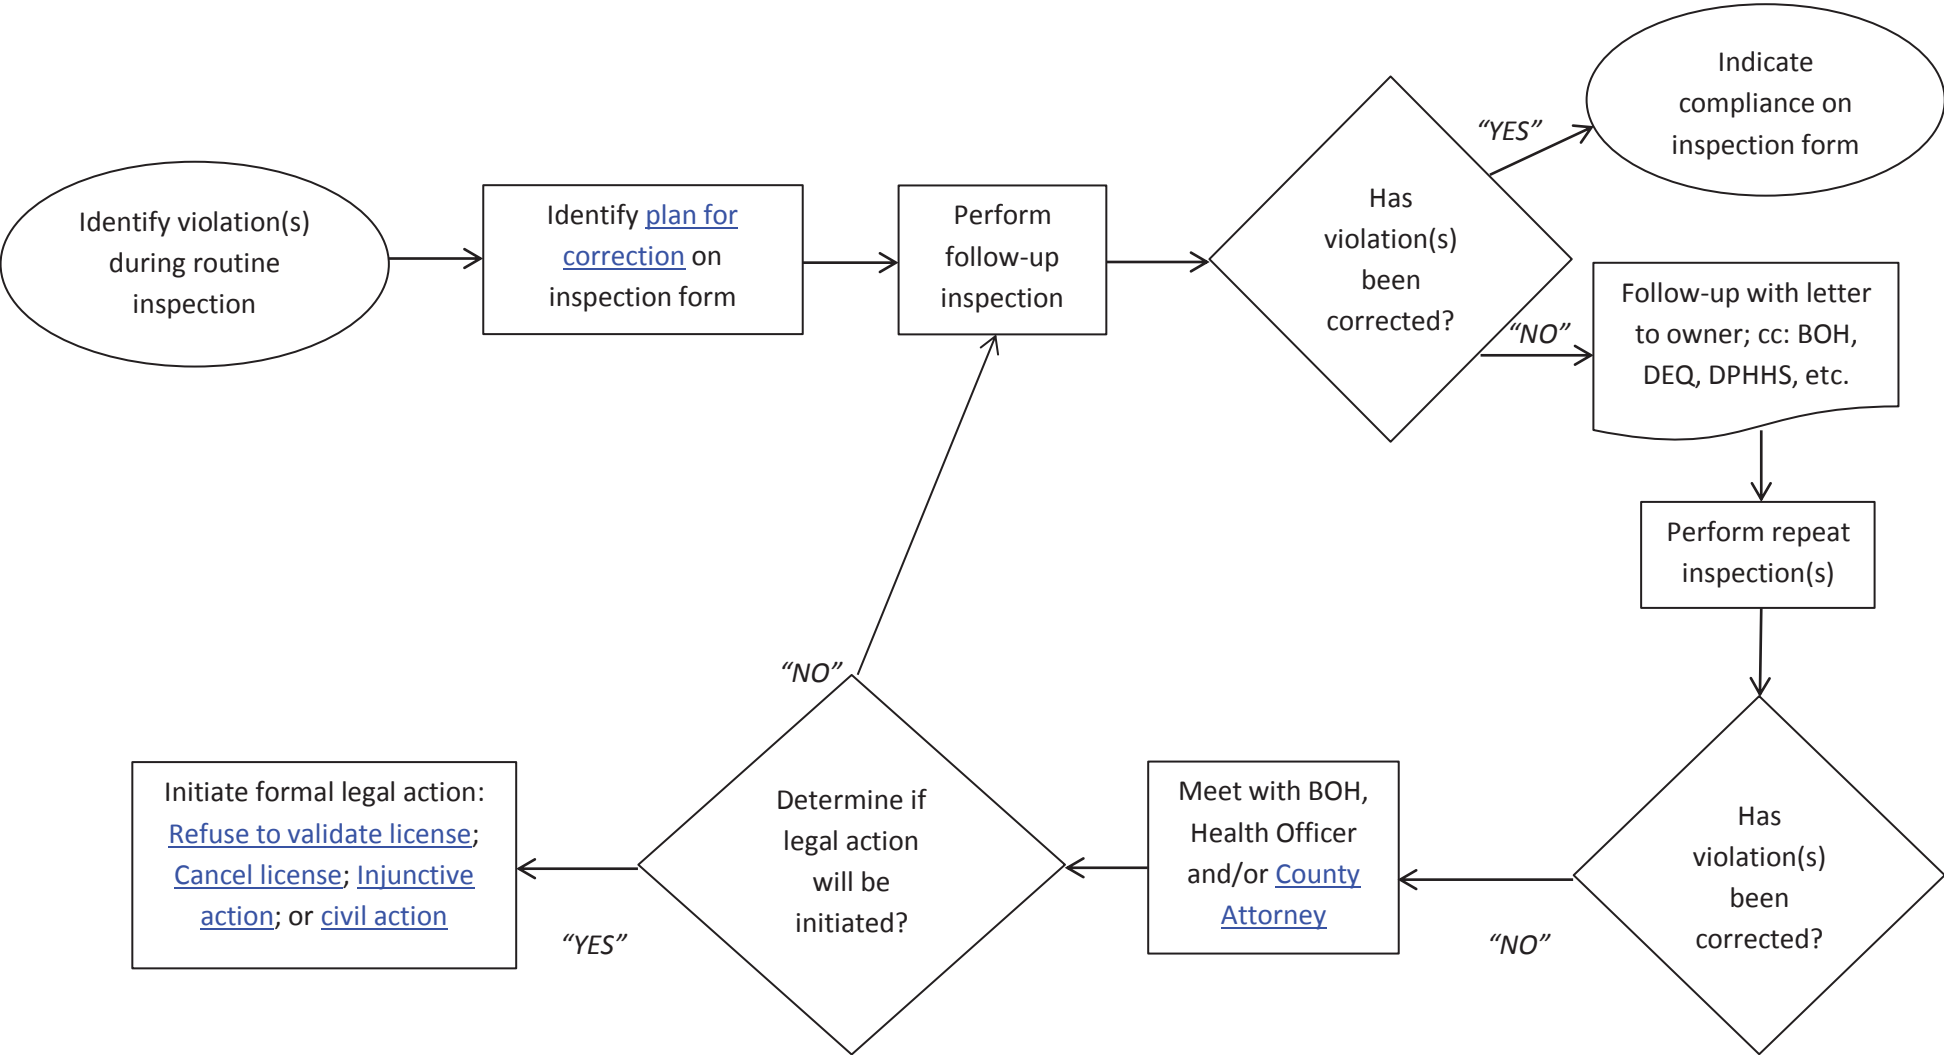 Identify violation(s)
during routine
inspection
Identify plan for
correction on
inspection form
Perform
follow-up
inspection
Has
violation(s)
been
corrected?
“YES”
Indicate
compliance on
inspection form
“NO”
Follow-up with letter
to owner; cc: BOH,
DEQ, DPHHS, etc.
Perform repeat
inspection(s)
Has
violation(s)
been
corrected?
“NO”
Meet with BOH,
Health Officer
and/or County
Attorney
Determine if
legal action
will be
initiated?
“NO”
“YES”
Initiate formal legal action:
Refuse to validate license;
Cancel license; Injunctive
action; or civil action